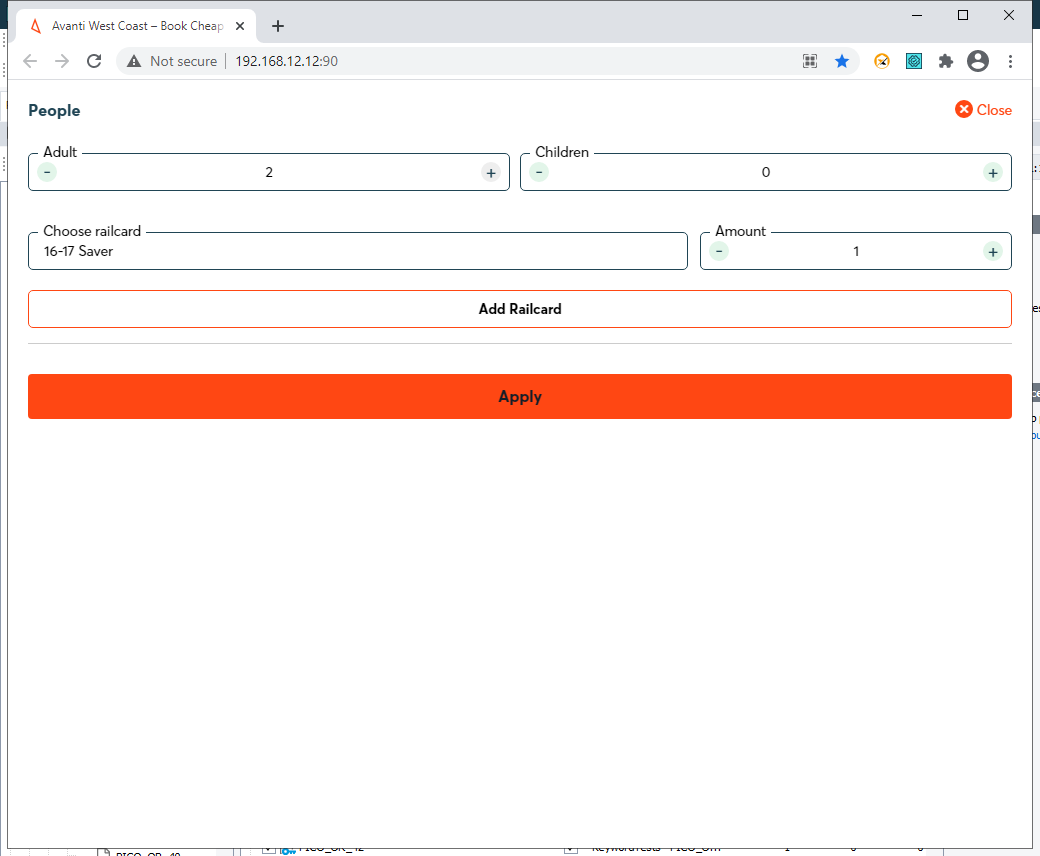 Avanti West Coast – Book Cheap
Not secure 192.168.12.12:90
People
Close
Adult
Children
- 2 +
- 0 +
Choose railcard
Amount
16-17 Saver
- 1 +
Add Railcard
Apply